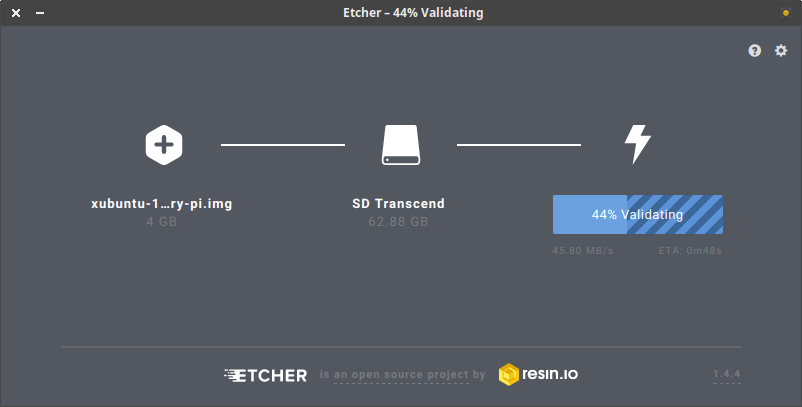 Etcher – 44% Validating
xubuntu-1...ry-pi.img
4 GB
SD Transcend
62.88 GB
44% Validating
45.80 MB/s
ETA: 0m48s
ETCHER is an open source project by resin.io
1.4.4